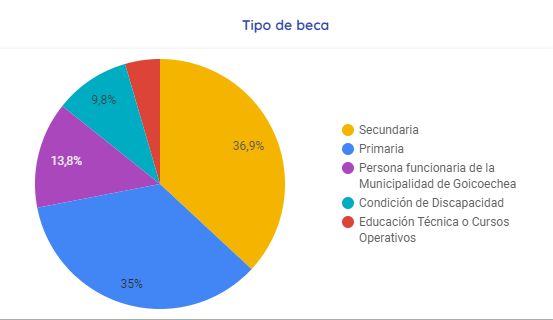 Tipo de beca
36,9%
35%
13,8%
9,8%
Secundaria
Primaria
Persona funcionaria de la
Municipalidad de Goicoechea
Condición de Discapacidad
Educación Técnica o Cursos
Operativos